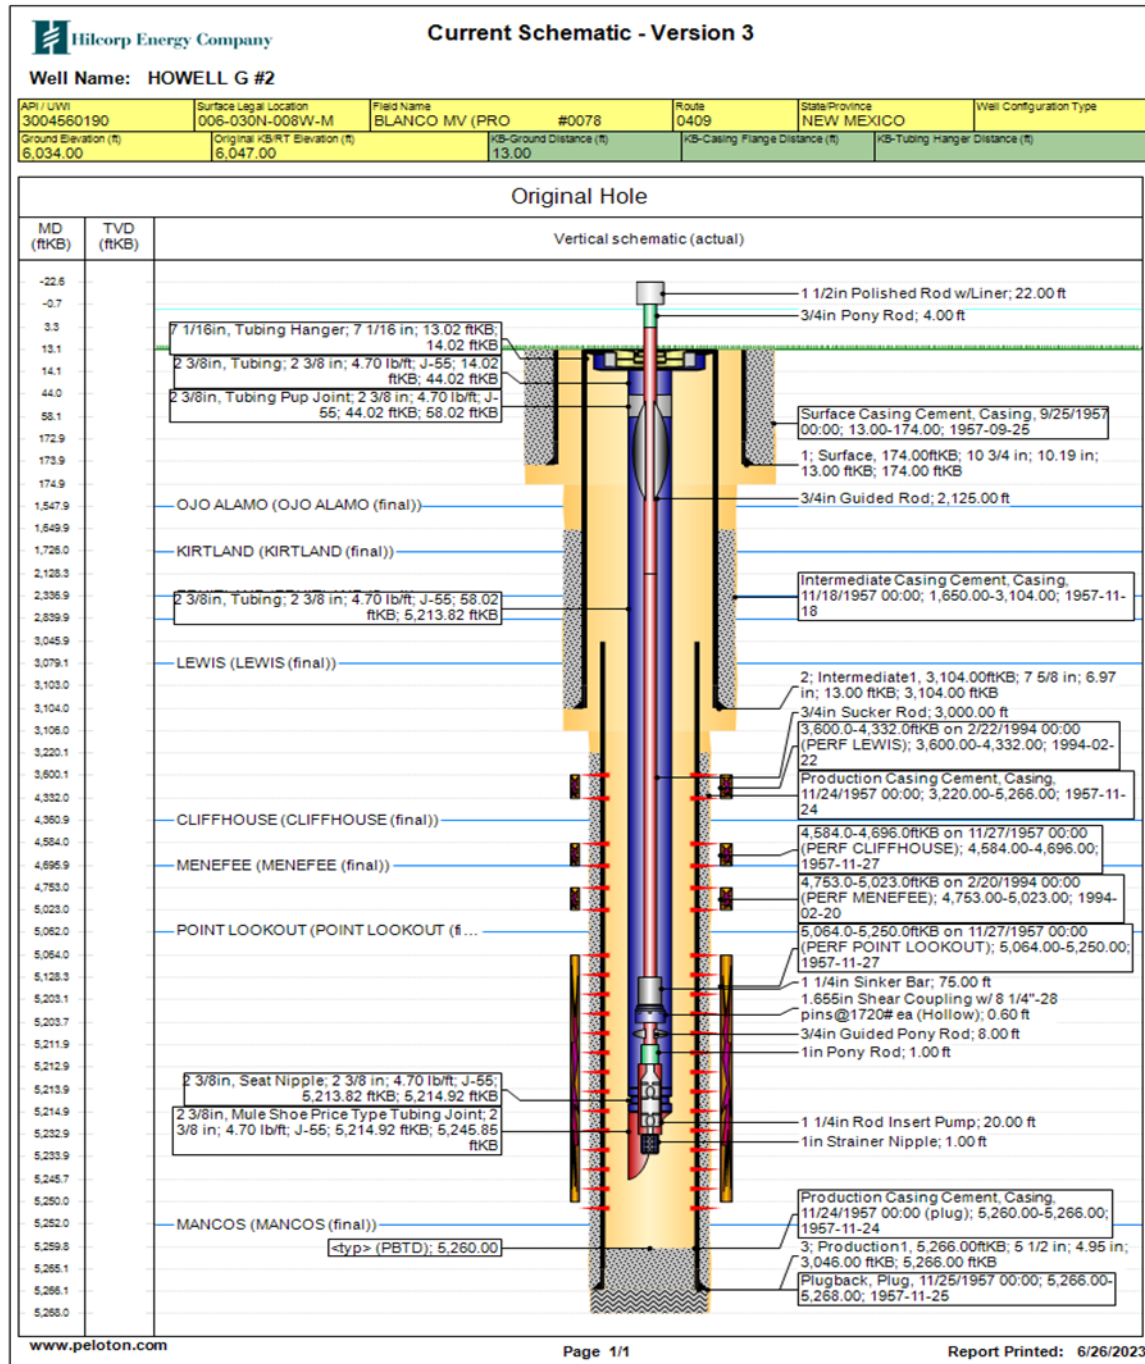 Hilcorp Energy Company
Current Schematic - Version 3
Well Name: HOWELL G #2
API / UWI
3004560190
Surface Legal Location
006-030N-008W-M
Field Name
BLANCO MV (PRO #0078
Route
0409
State/Province
NEW MEXICO
Well Configuration Type
Ground Elevation (ft)
6,034.00
Original KB/RT Elevation (ft)
6,047.00
KB-Ground Distance (ft)
13.00
KB-Casing Flange Distance (ft)
KB-Tubing Hanger Distance (ft)
Original Hole
MD
(ftKB)
TVD
(ftKB)
Vertical schematic (actual)
-22.6
-0.7
3.3
13.1
14.1
44.0
58.1
172.9
173.9
174.9
1,547.9
1,649.9
1,726.0
2,128.3
2,336.9
2,839.9
3,045.9
3,079.1
3,103.0
3,104.0
3,106.0
3,220.1
3,600.1
4,332.0
4,360.9
4,584.0
4,695.9
4,753.0
5,023.0
5,062.0
5,064.0
5,128.3
5,203.1
5,203.7
5,211.9
5,212.9
5,213.9
5,214.9
5,232.9
5,233.9
5,245.7
5,250.0
5,252.0
5,259.8
5,265.1
5,266.1
5,268.0
7 1/16in, Tubing Hanger; 7 1/16 in; 13.02 ftKB;
14.02 ftKB
2 3/8in, Tubing; 2 3/8 in; 4.70 lb/ft; J-55; 14.02
ftKB; 44.02 ftKB
2 3/8in, Tubing Pup Joint; 2 3/8 in; 4.70 lb/ft; J-
55; 44.02 ftKB; 58.02 ftKB
OJO ALAMO (OJO ALAMO (final))
KIRTLAND (KIRTLAND (final))
2 3/8in, Tubing; 2 3/8 in; 4.70 lb/ft; J-55; 58.02
ftKB; 5,213.82 ftKB
LEWIS (LEWIS (final))
CLIFFHOUSE (CLIFFHOUSE (final))
MENEFEE (MENEFEE (final))
POINT LOOKOUT (POINT LOOKOUT (fi...
2 3/8in, Seat Nipple; 2 3/8 in; 4.70 lb/ft; J-55;
5,213.82 ftKB; 5,214.92 ftKB
2 3/8in, Mule Shoe Price Type Tubing Joint; 2
3/8 in; 4.70 lb/ft; J-55; 5,214.92 ftKB; 5,245.85
ftKB
MANCOS (MANCOS (final))
<typ> (PBTD); 5,260.00
1 1/2in Polished Rod w/Liner; 22.00 ft
3/4in Pony Rod; 4.00 ft
Surface Casing Cement, Casing, 9/25/1957
00:00; 13.00-174.00; 1957-09-25
1; Surface, 174.00ftKB; 10 3/4 in; 10.19 in;
13.00 ftKB; 174.00 ftKB
3/4in Guided Rod; 2,125.00 ft
Intermediate Casing Cement, Casing,
11/18/1957 00:00; 1,650.00-3,104.00; 1957-11-
18
2; Intermediate1, 3,104.00ftKB; 7 5/8 in; 6.97
in; 13.00 ftKB; 3,104.00 ftKB
3/4in Sucker Rod; 3,000.00 ft
3,600.0-4,332.0ftKB on 2/22/1994 00:00
(PERF LEWIS); 3,600.00-4,332.00; 1994-02-
22
Production Casing Cement, Casing,
11/24/1957 00:00; 3,220.00-5,266.00; 1957-11-
24
4,584.0-4,696.0ftKB on 11/27/1957 00:00
(PERF CLIFFHOUSE); 4,584.00-4,696.00;
1957-11-27
4,753.0-5,023.0ftKB on 2/20/1994 00:00
(PERF MENEFEE); 4,753.00-5,023.00; 1994-
02-20
5,064.0-5,250.0ftKB on 11/27/1957 00:00
(PERF POINT LOOKOUT); 5,064.00-5,250.00;
1957-11-27
1 1/4in Sinker Bar; 75.00 ft
1.655in Shear Coupling w/ 8 1/4"-28
pins@1720# ea (Hollow); 0.60 ft
3/4in Guided Pony Rod; 8.00 ft
1in Pony Rod; 1.00 ft
1 1/4in Rod Insert Pump; 20.00 ft
1in Strainer Nipple; 1.00 ft
Production Casing Cement, Casing,
11/24/1957 00:00 (plug); 5,260.00-5,266.00;
1957-11-24
3; Production1, 5,266.00ftKB; 5 1/2 in; 4.95 in;
3,046.00 ftKB; 5,266.00 ftKB
Plugback, Plug, 11/25/1957 00:00; 5,266.00-
5,268.00; 1957-11-25
www.peloton.com
Page 1/1
Report Printed: 6/26/2023